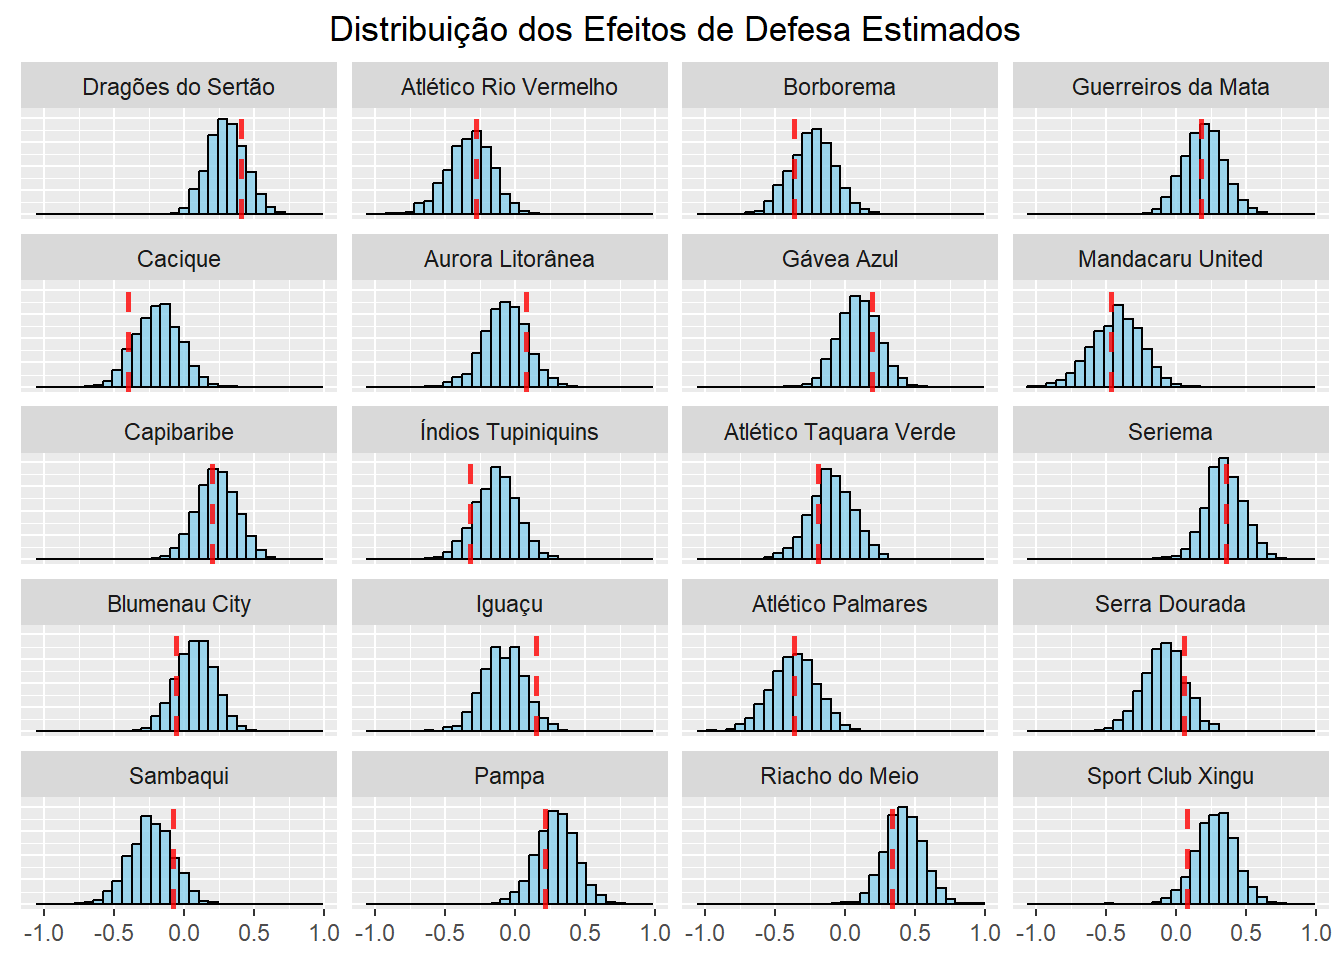 Distribuição dos Efeitos de Defesa Estimados
Dragões do Sertão
Atlético Rio Vermelho
Borborema
Guerreiros da Mata
Cacique
Aurora Litorânea
Gávea Azul
Mandacaru United
Capibaribe
Índios Tupiniquins
Atlético Taquara Verde
Seriema
Blumenau City
Iguaçu
Atlético Palmares
Serra Dourada
Sambaqui
Pampa
Riacho do Meio
Sport Club Xingu
-1.0 -0.5 0.0 0.5 1.0 -1.0 -0.5 0.0 0.5 1.0 -1.0 -0.5 0.0 0.5 1.0 -1.0 -0.5 0.0 0.5 1.0